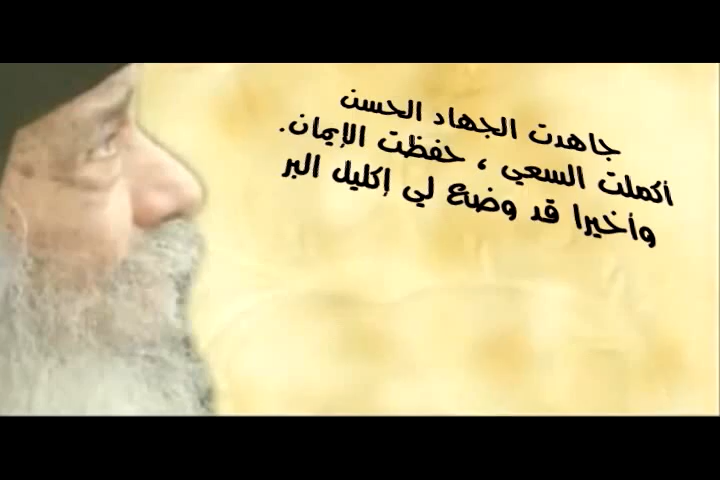 جاهدت الجهاد الحسن
أكملت السعي ، حفظت الإيمان.
وأخيرا قد وضع لي إكليل البر